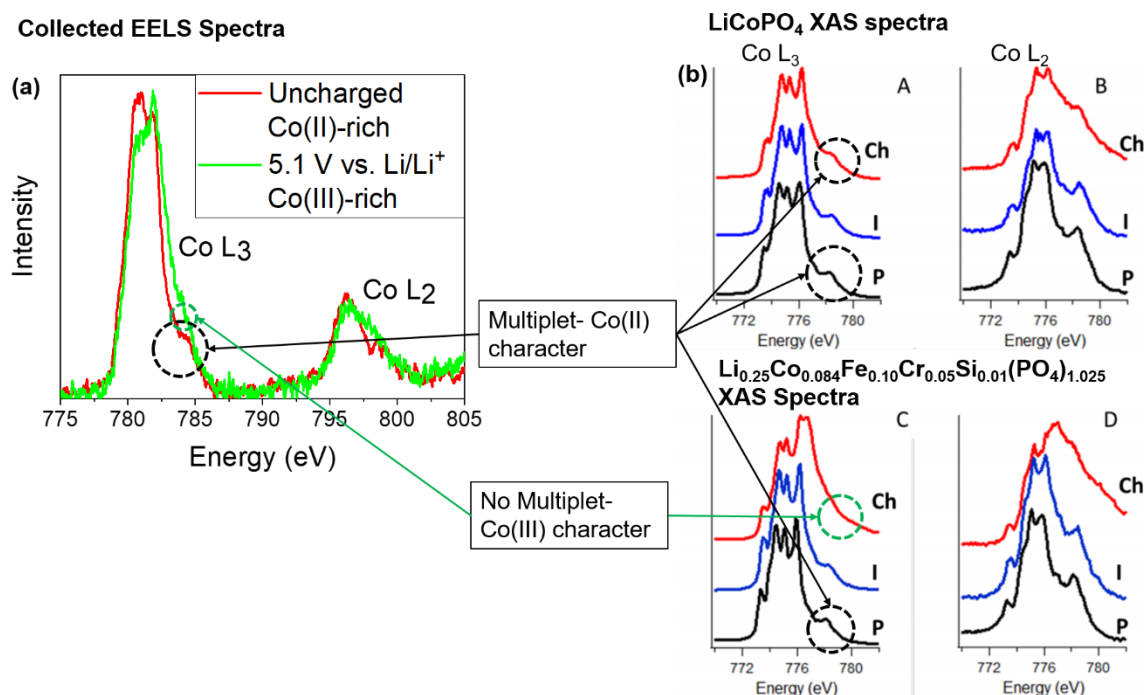 Collected EELS Spectra
(a)
Uncharged
Co(II)-rich
5.1 V vs. Li/Li⁺
Co(III)-rich
Co L₃
Co L₂
Intensity
775 780 785 790 795 800 805
Energy (eV)
Multiplet- Co(II)
character
No Multiplet-
Co(III) character
LiCoPO₄ XAS spectra
(b)
Co L₃
Co L₂
A
B
Ch
I
P
Ch
I
P
772 776 780
772 776 780
Energy (eV)
Energy (eV)
Li₀.₂₅Co₀.₀₈₄Fe₀.₁₀Cr₀.₀₅Si₀.₀₁(PO₄)₁.₀₂₅
XAS Spectra
C
D
Ch
I
P
Ch
I
P
772 776 780
772 776 780
Energy (eV)
Energy (eV)